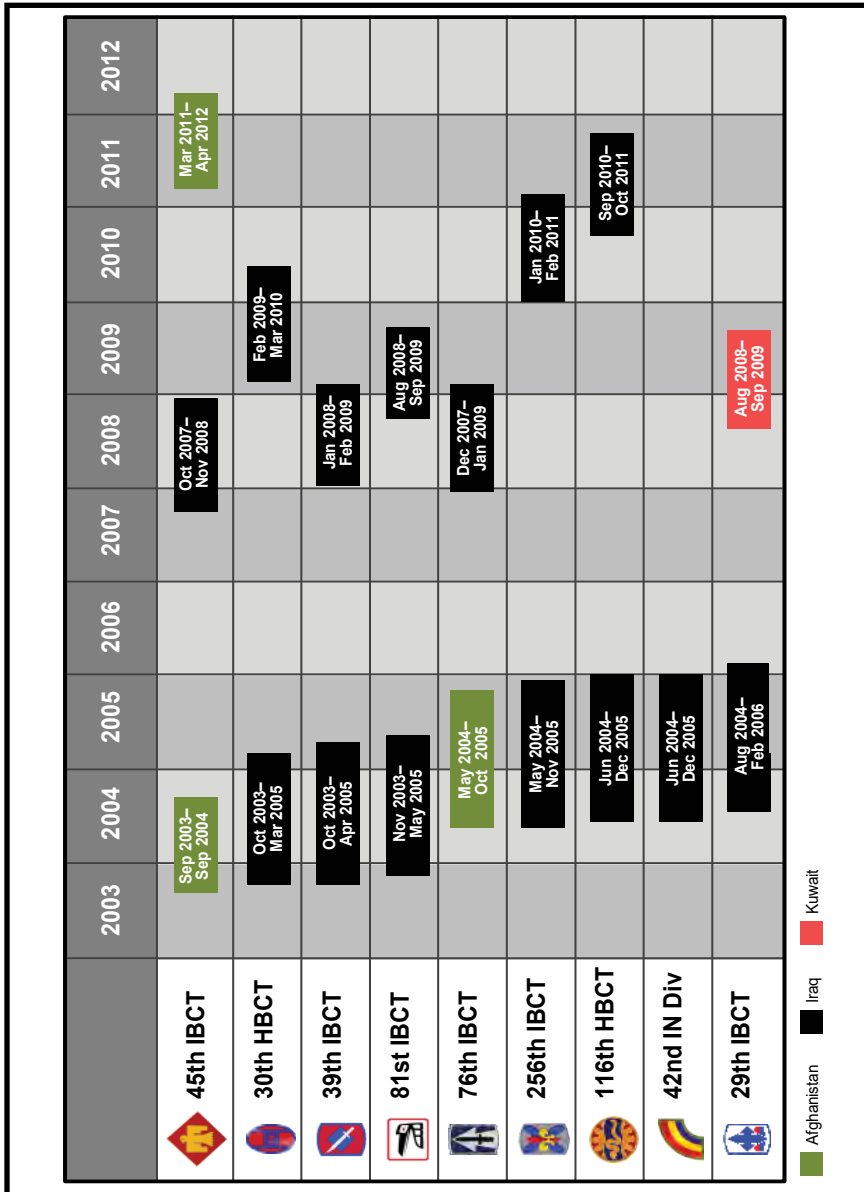 2003
2004
2005
2006
2007
2008
2009
2010
2011
2012
45th IBCT
Sep 2003–
Sep 2004
Oct 2007–
Nov 2008
Mar 2011–
Apr 2012
30th HBCT
Oct 2003–
Mar 2005
Feb 2009–
Mar 2010
39th IBCT
Oct 2003–
Apr 2005
Jan 2008–
Feb 2009
81st IBCT
Nov 2003–
May 2005
Aug 2008–
Sep 2009
76th IBCT
May 2004–
Oct 2005
Dec 2007–
Jan 2009
256th IBCT
May 2004–
Nov 2005
Jan 2010–
Feb 2011
116th HBCT
Jun 2004–
Dec 2005
Sep 2010–
Oct 2011
42nd IN Div
Jun 2004–
Dec 2005
29th IBCT
Aug 2004–
Feb 2006
Aug 2008–
Sep 2009
Afghanistan
Iraq
Kuwait